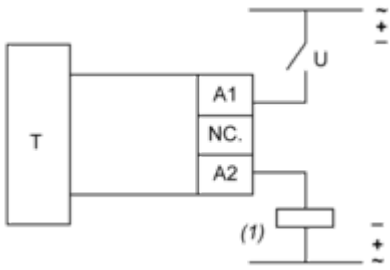 ~
+
–
U
A1
NC.
A2
T
(1)
–
+
~